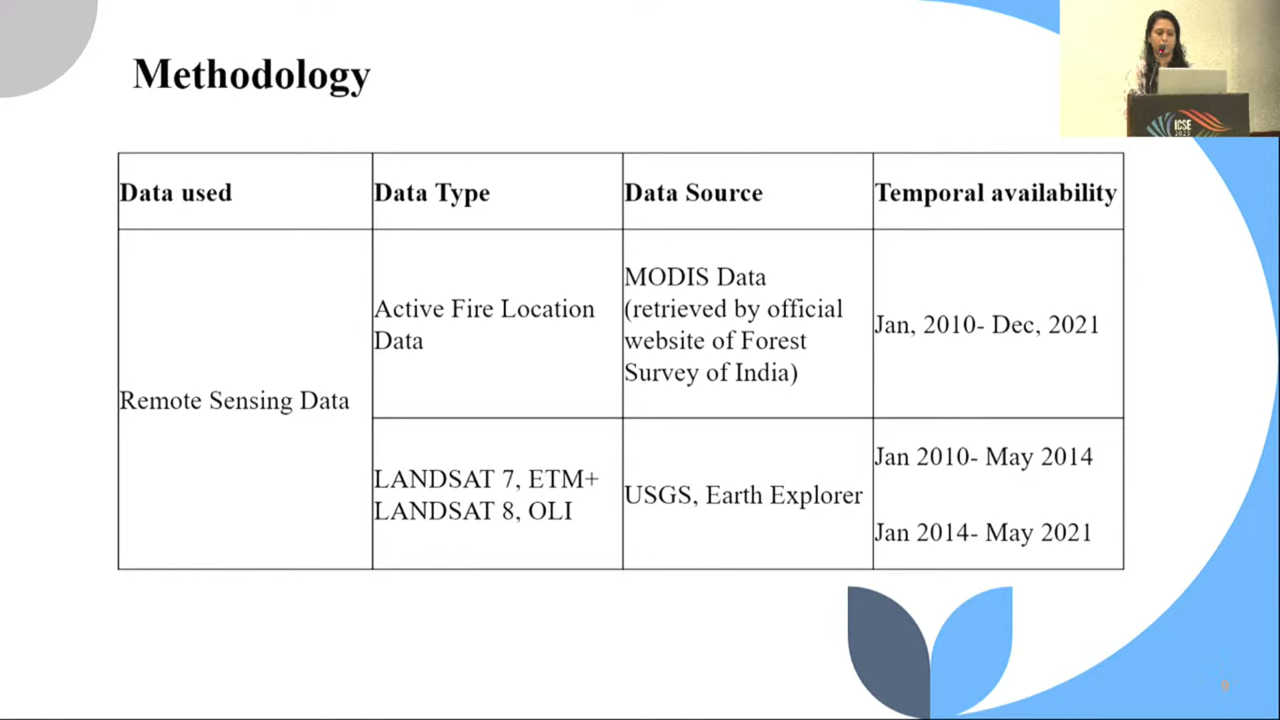 Methodology
ICSE
2023
Data used
Data Type
Data Source
Temporal availability
Remote Sensing Data
Active Fire Location
Data
MODIS Data
(retrieved by official
website of Forest
Survey of India)
Jan, 2010- Dec, 2021
LANDSAT 7, ETM+
LANDSAT 8, OLI
USGS, Earth Explorer
Jan 2010- May 2014
Jan 2014- May 2021